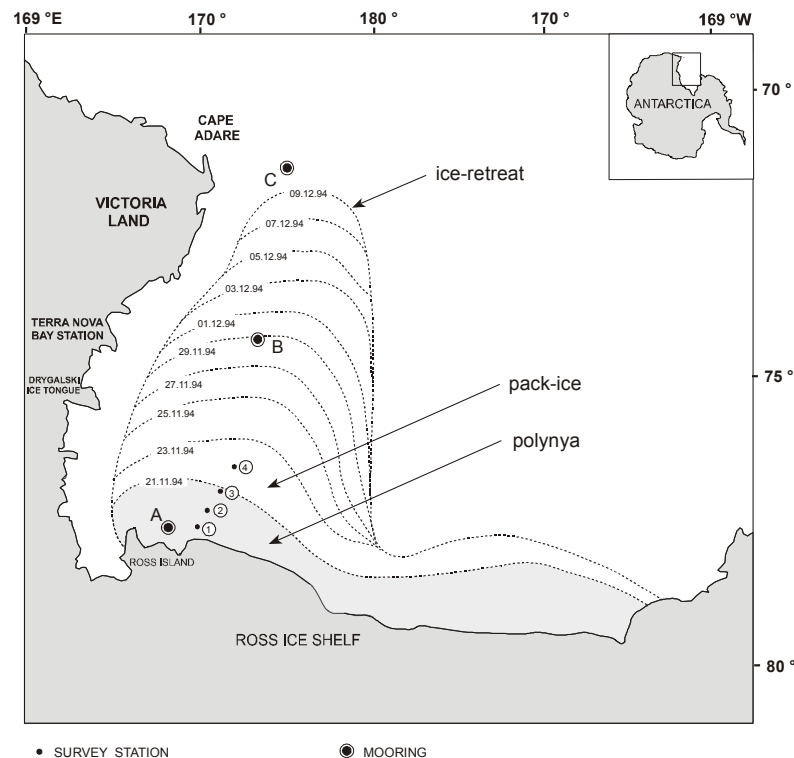 169 °E
170 °
180 °
170 °
169 °W
70 °
ANTARCTICA
CAPE
ADARE
C
ice-retreat
09.12.94
VICTORIA
LAND
07.12.94
05.12.94
03.12.94
TERRA NOVA
BAY STATION
01.12.94
B
29.11.94
75 °
DRYGALSKI
ICE TONGUE
27.11.94
pack-ice
25.11.94
polynya
23.11.94
4
21.11.94
3
A
2
1
ROSS ISLAND
ROSS ICE SHELF
80 °
SURVEY STATION
MOORING